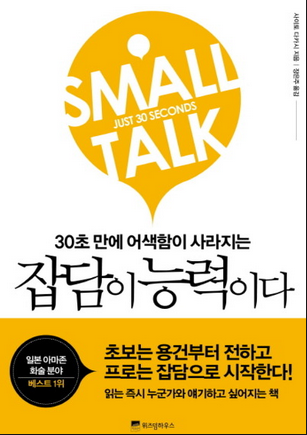 사이토 다카시 지음 | 장은주 옮김
SMALL
JUST 30 SECONDS
TALK
30초 만에 어색함이 사라지는
잡담이 능력이다
일본 아마존
화술 분야
베스트 1위
초보는 용건부터 전하고
프로는 잡담으로 시작한다!
읽는 즉시 누군가와 얘기하고 싶어지는 책
위즈덤하우스